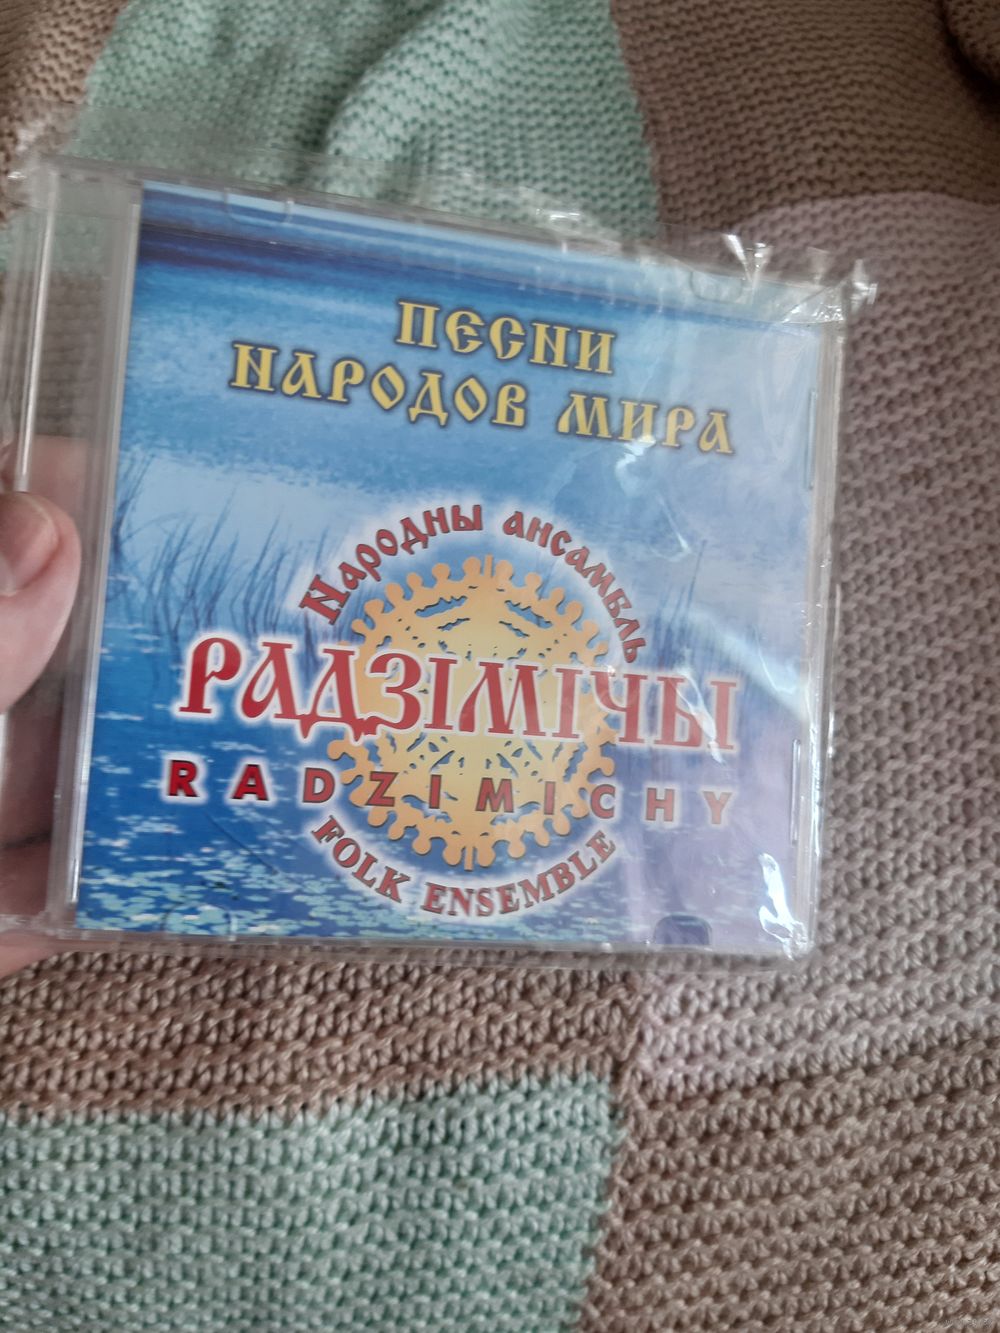 ПЕСНИ
НАРОДОВ МИРА
Народны ансамбль
РАДЗІМІЧЫ
RADZIMICHY
FOLK ENSEMBLE